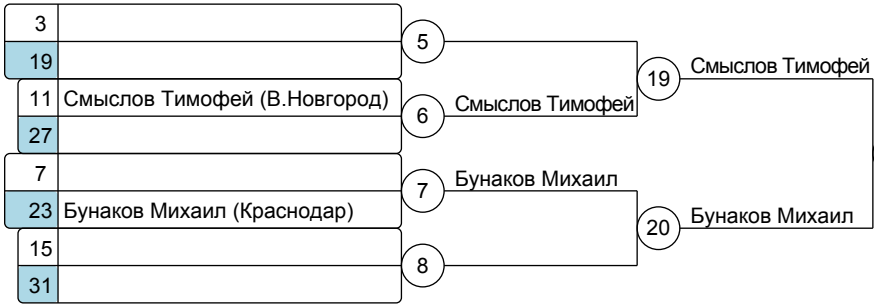 3
5
19
Смыслов Тимофей
19
11 Смыслов Тимофей (В.Новгород)
6
Смыслов Тимофей
27
7
7
Бунаков Михаил
23 Бунаков Михаил (Краснодар)
20
Бунаков Михаил
15
8
31